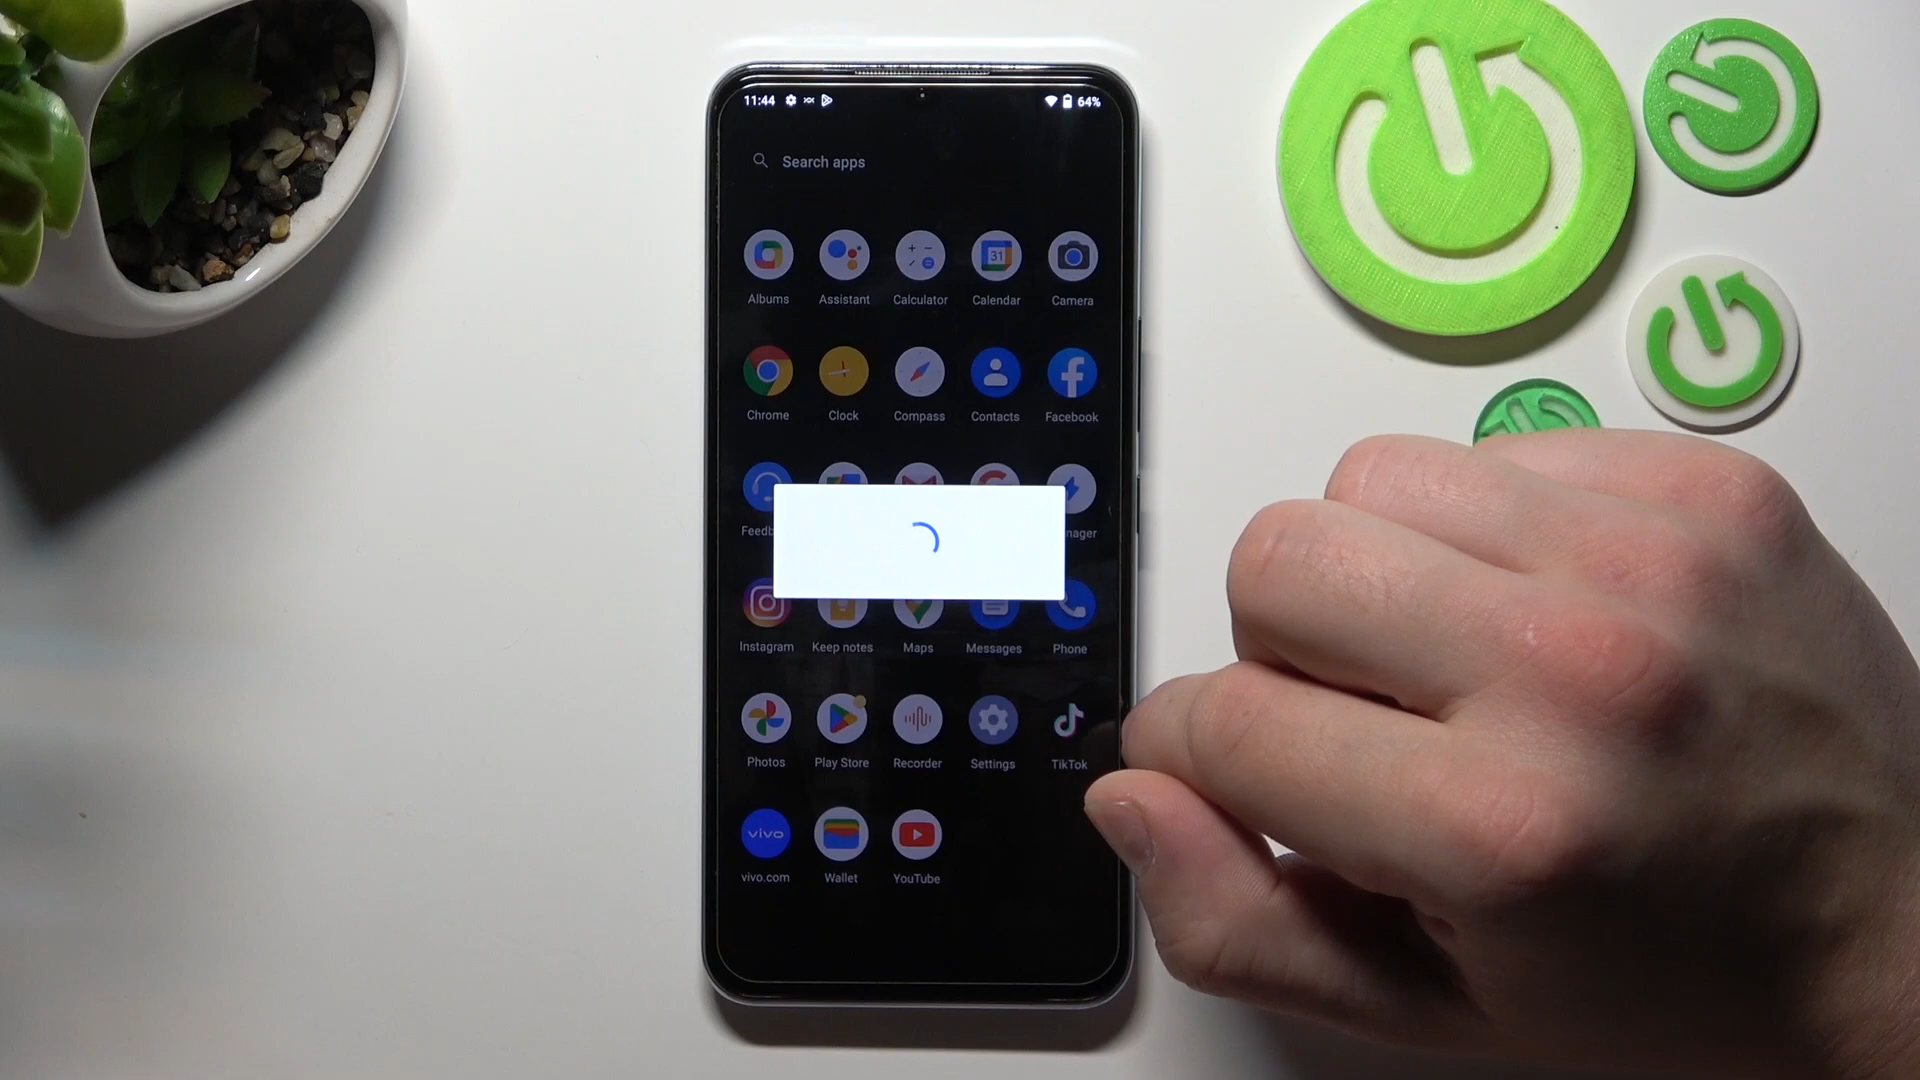 11:44 64%
Search apps
31
Albums Assistant Calculator Calendar Camera
Chrome Clock Compass Contacts Facebook
Feedb nager
Instagram Keep notes Maps Messages Phone
Photos Play Store Recorder Settings TikTok
vivo
vivo.com Wallet YouTube